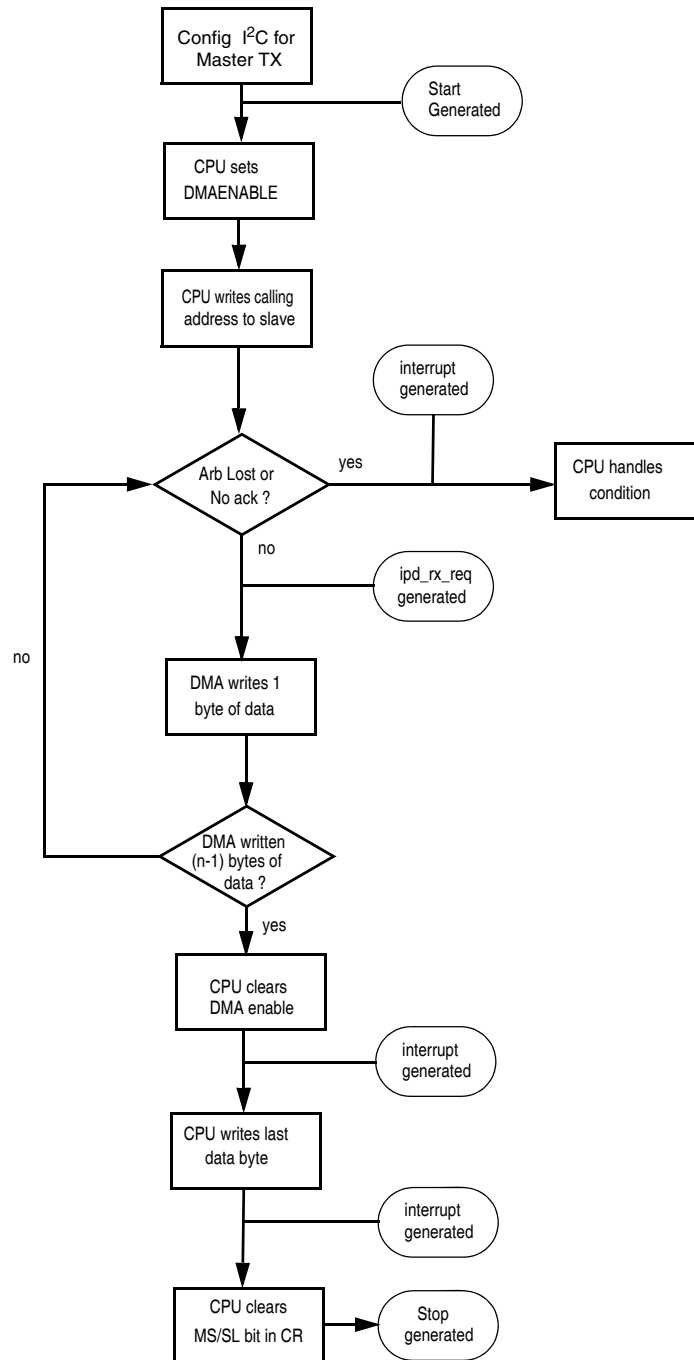 Config I²C for
Master TX
Start
Generated
CPU sets
DMAENABLE
CPU writes calling
address to slave
interrupt
generated
Arb Lost or
No ack ?
yes
CPU handles
condition
no
ipd_rx_req
generated
no
DMA writes 1
byte of data
DMA written
(n-1) bytes of
data ?
yes
CPU clears
DMA enable
interrupt
generated
CPU writes last
data byte
interrupt
generated
CPU clears
MS/SL bit in CR
Stop
generated